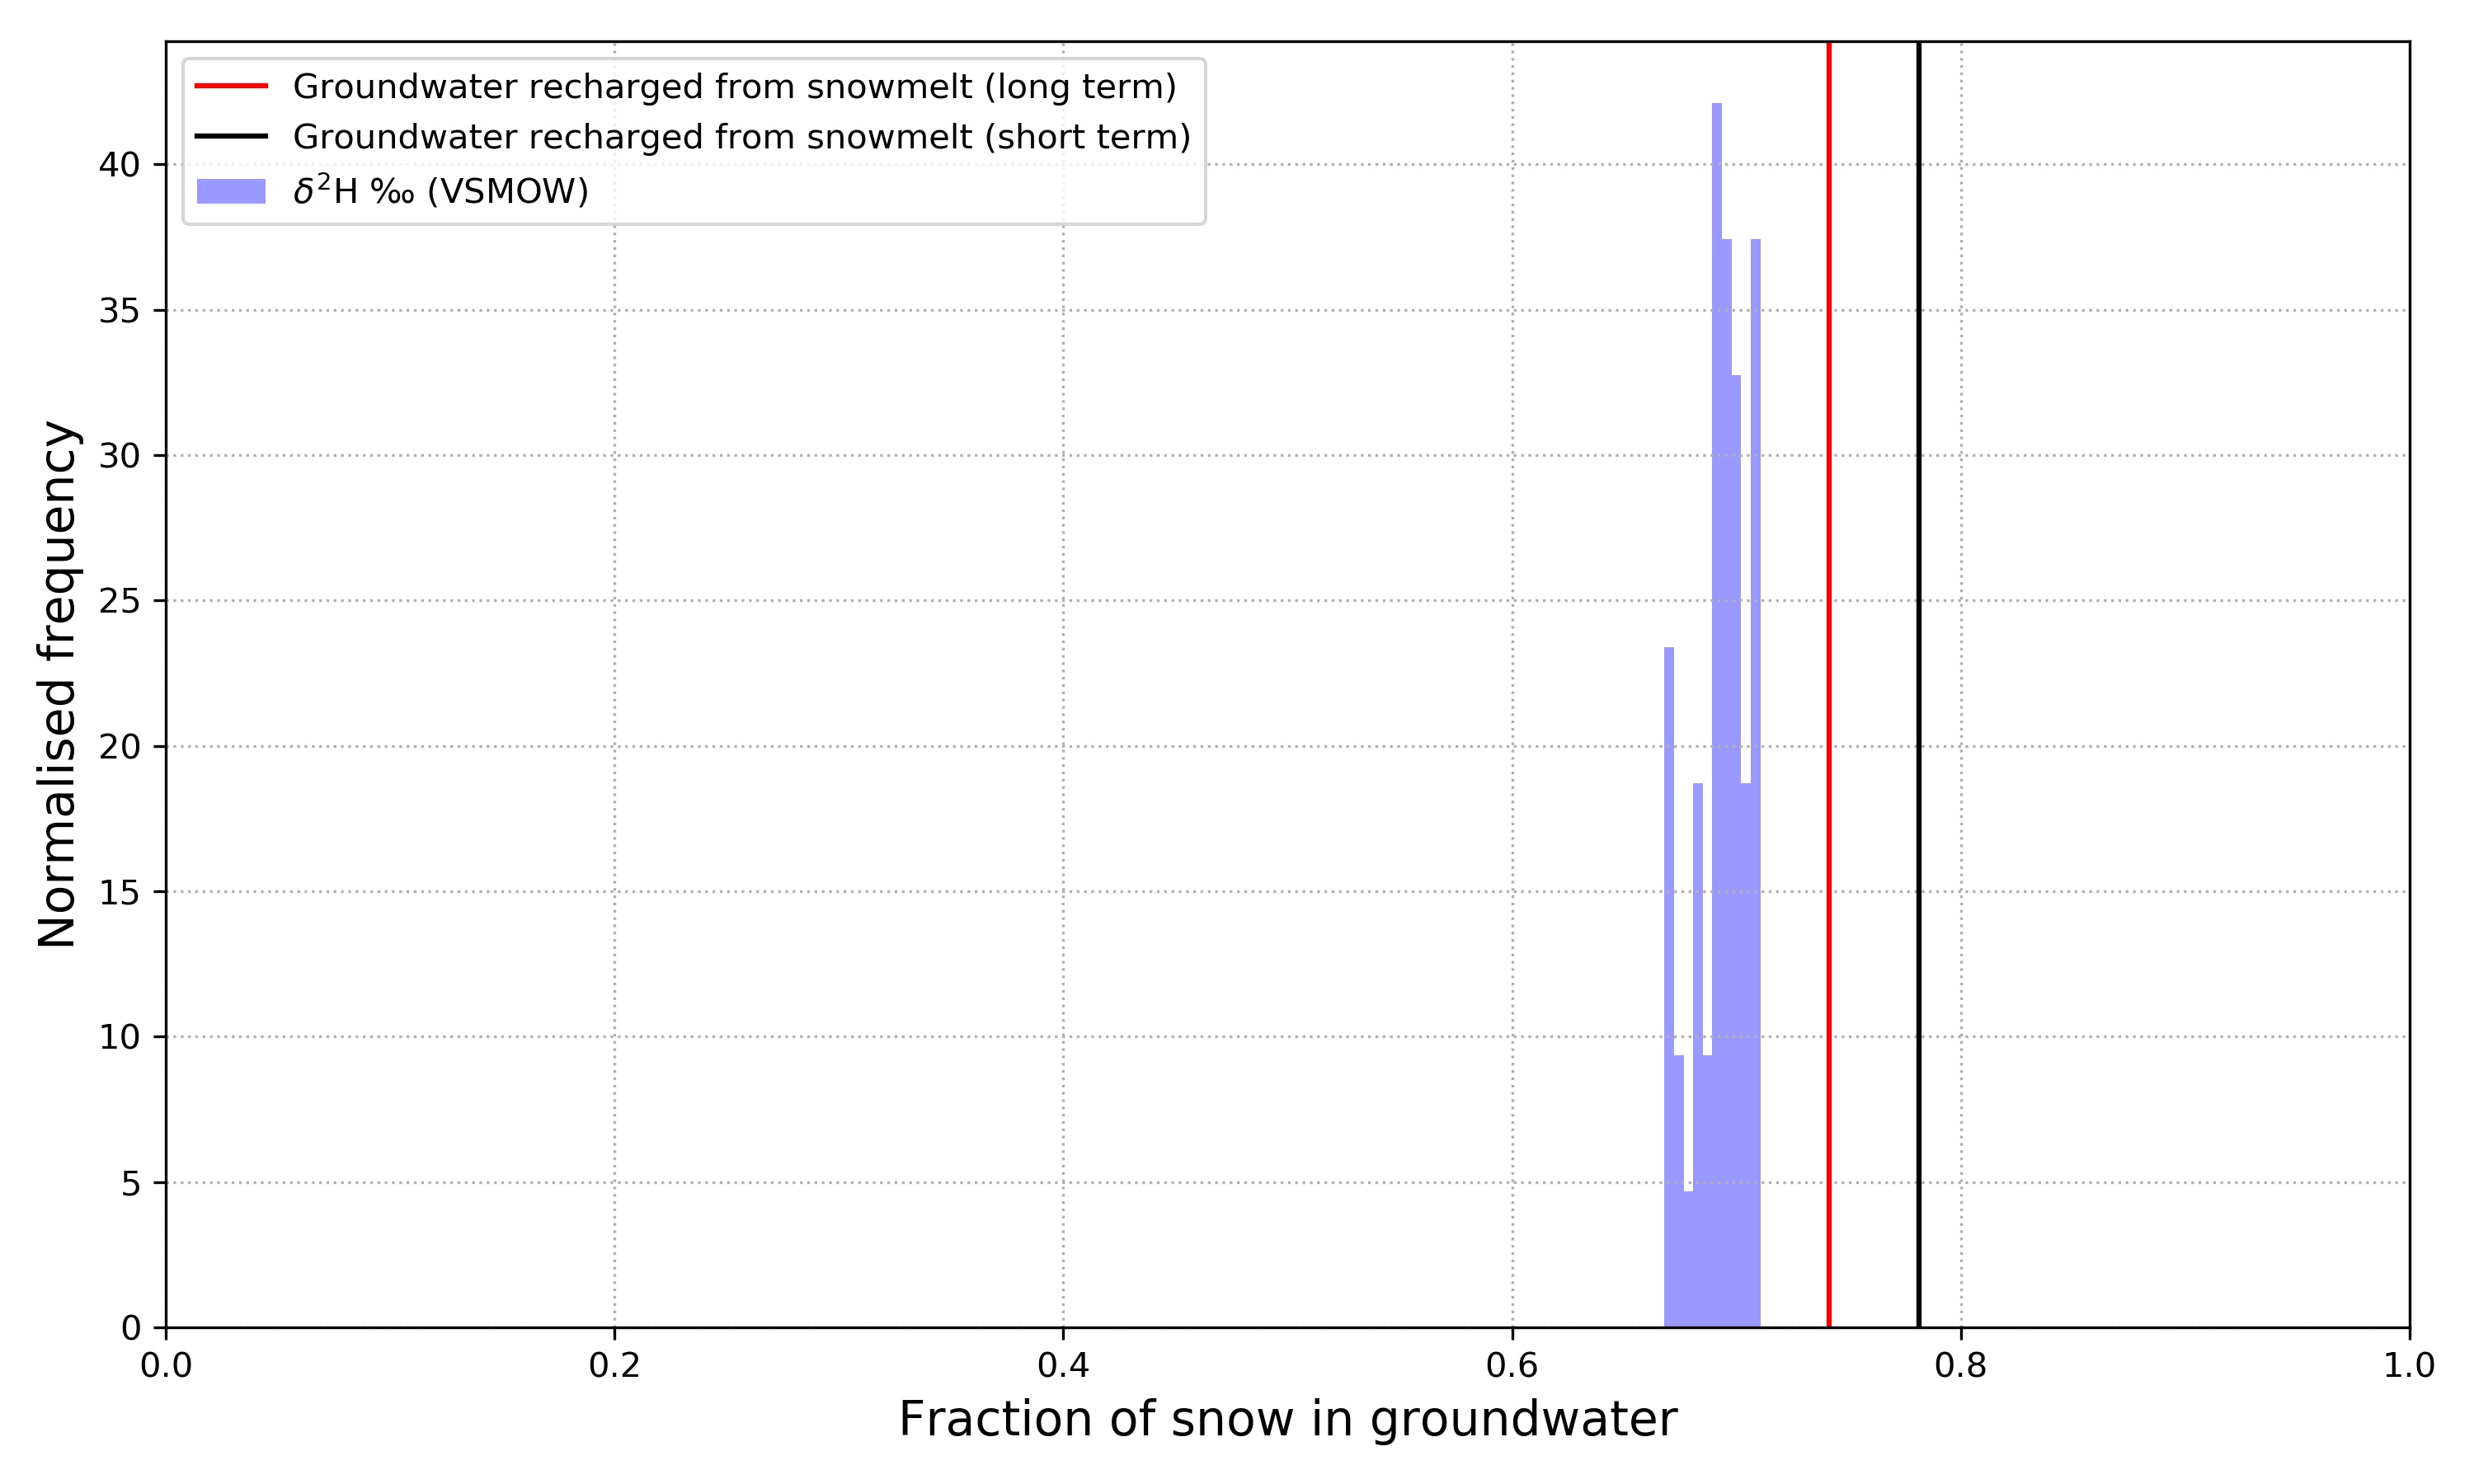 Groundwater recharged from snowmelt (long term)
Groundwater recharged from snowmelt (short term)
δ²H ‰ (VSMOW)
Normalised frequency
40
35
30
25
20
15
10
5
0
0.0 0.2 0.4 0.6 0.8 1.0
Fraction of snow in groundwater